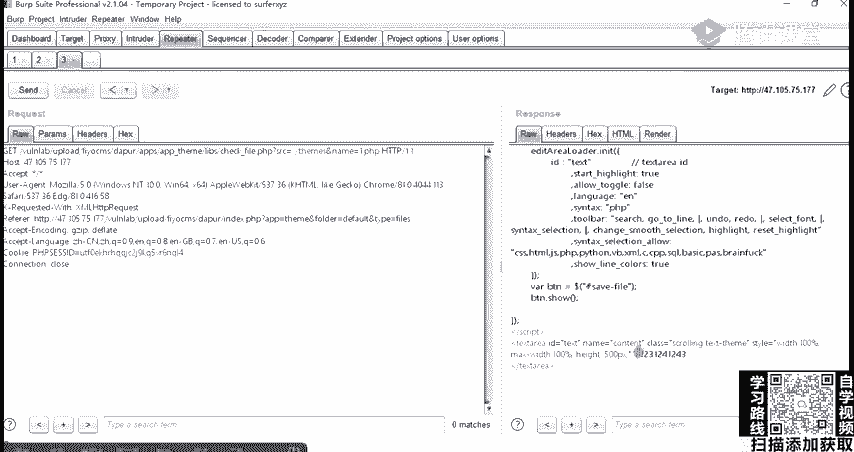 Burp Suite Professional v2.1.04 - Temporary Project - licensed to surferxyz
Burp Project Intruder Repeater Window Help
Dashboard Target Proxy Intruder Repeater Sequencer Decoder Comparer Extender Project options User options
1 2 3 ...
Send Cancel < >
Target: http://47.105.75.177
Request
Raw Params Headers Hex
GET /vulnlab/upload/fiyocms/dapur/apps/app_theme/libs/check_file.php?src=
Host: 47.105.75.177
Accept: */*
User-Agent: Mozilla/5.0 (Windows NT 10.0; Win64; x64) AppleWebKit/537.36 (KHTML, like Gecko) Chrome/81.0.4044.113
Safari/537.36 Edg/81.0.416.58
X-Requested-With: XMLHttpRequest
Referer: http://47.105.75.177/vulnlab/upload/fiyocms/dapur/index.php?app=theme&folder=default&type=files
Accept-Encoding: gzip, deflate
Accept-Language: zh-CN,zh;q=0.9,en;q=0.8,en-GB;q=0.7,en-US;q=0.6
Connection: close
? < + > Type a search term 0 matches
Response
Raw Headers Hex HTML Render
editAreaLoader.init({
id : "text" // textarea id
,start_highlight: true
,allow_toggle: false
,language: "en"
,syntax: "php"
,toolbar: "search, go_to_line, |, undo, redo, |, select_font, |,
syntax_selection, |, change_smooth_selection, highlight, reset_highlight"
,syntax_selection_allow:
"css,html,js,php,python,vb,xml,c,cpp,sql,basic,pas,brainfuck"
,show_line_colors: true
});
var btn = $("#save-file");
btn.show();
});
</script>
<textarea id="text" name="content" class="scrolling text-theme" style="width:100%;
max-width:100%; height: 500px;"
</textarea>
? < + > Type a search term
学习路线
自学视频
扫描添加获取